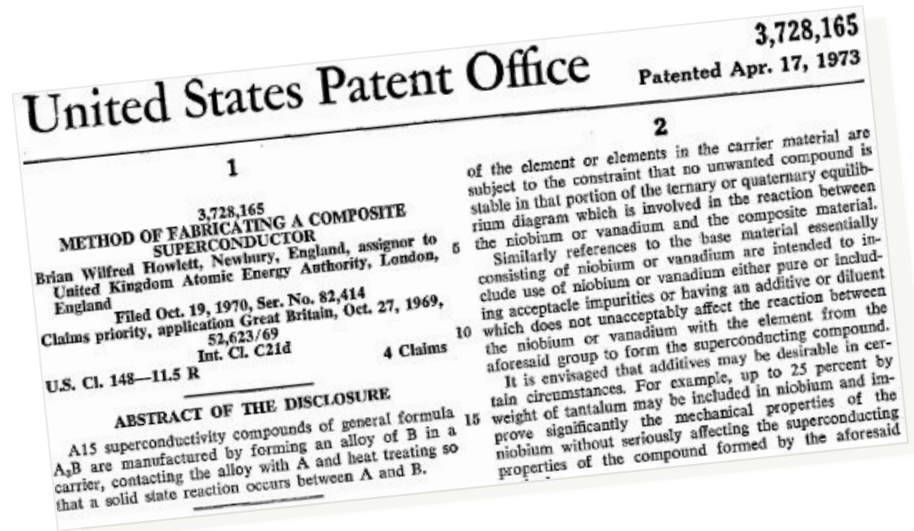 3,728,165
United States Patent Office
Patented Apr. 17, 1973
1
3,728,165
METHOD OF FABRICATING A COMPOSITE
SUPERCONDUCTOR
Brian Wilfred Howlett, Newbury, England, assignor to
United Kingdom Atomic Energy Authority, London,
England
Filed Oct. 19, 1970, Ser. No. 82,414
Claims priority, application Great Britain, Oct. 27, 1969,
52,623/69
Int. Cl. C21d
U.S. Cl. 148—11.5 R
4 Claims
ABSTRACT OF THE DISCLOSURE
A15 superconductivity compounds of general formula
A₃B are manufactured by forming an alloy of B in a
carrier, contacting the alloy with A and heat treating so
that a solid state reaction occurs between A and B.
5
10
15
2
of the element or elements in the carrier material are
subject to the constraint that no unwanted compound is
stable in that portion of the ternary or quaternary equilib-
rium diagram which is involved in the reaction between
the niobium or vanadium and the composite material.
Similarly references to the base material essentially
consisting of niobium or vanadium are intended to in-
clude use of niobium or vanadium either pure or includ-
ing acceptacle impurities or having an additive or diluent
which does not unacceptably affect the reaction between
the niobium or vanadium with the element from the
aforesaid group to form the superconducting compound.
It is envisaged that additives may be desirable in cer-
tain circumstances. For example, up to 25 percent by
weight of tantalum may be included in niobium and im-
prove significantly the mechanical properties of the
niobium without seriously affecting the superconducting
properties of the compound formed by the aforesaid